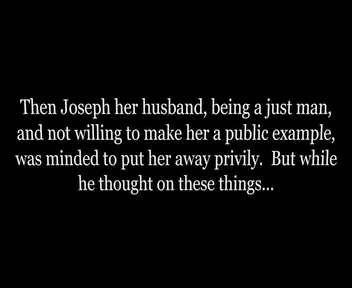 Then Joseph her husband, being a just man,
and not willing to make her a public example,
was minded to put her away privily.  But while
he thought on these things...